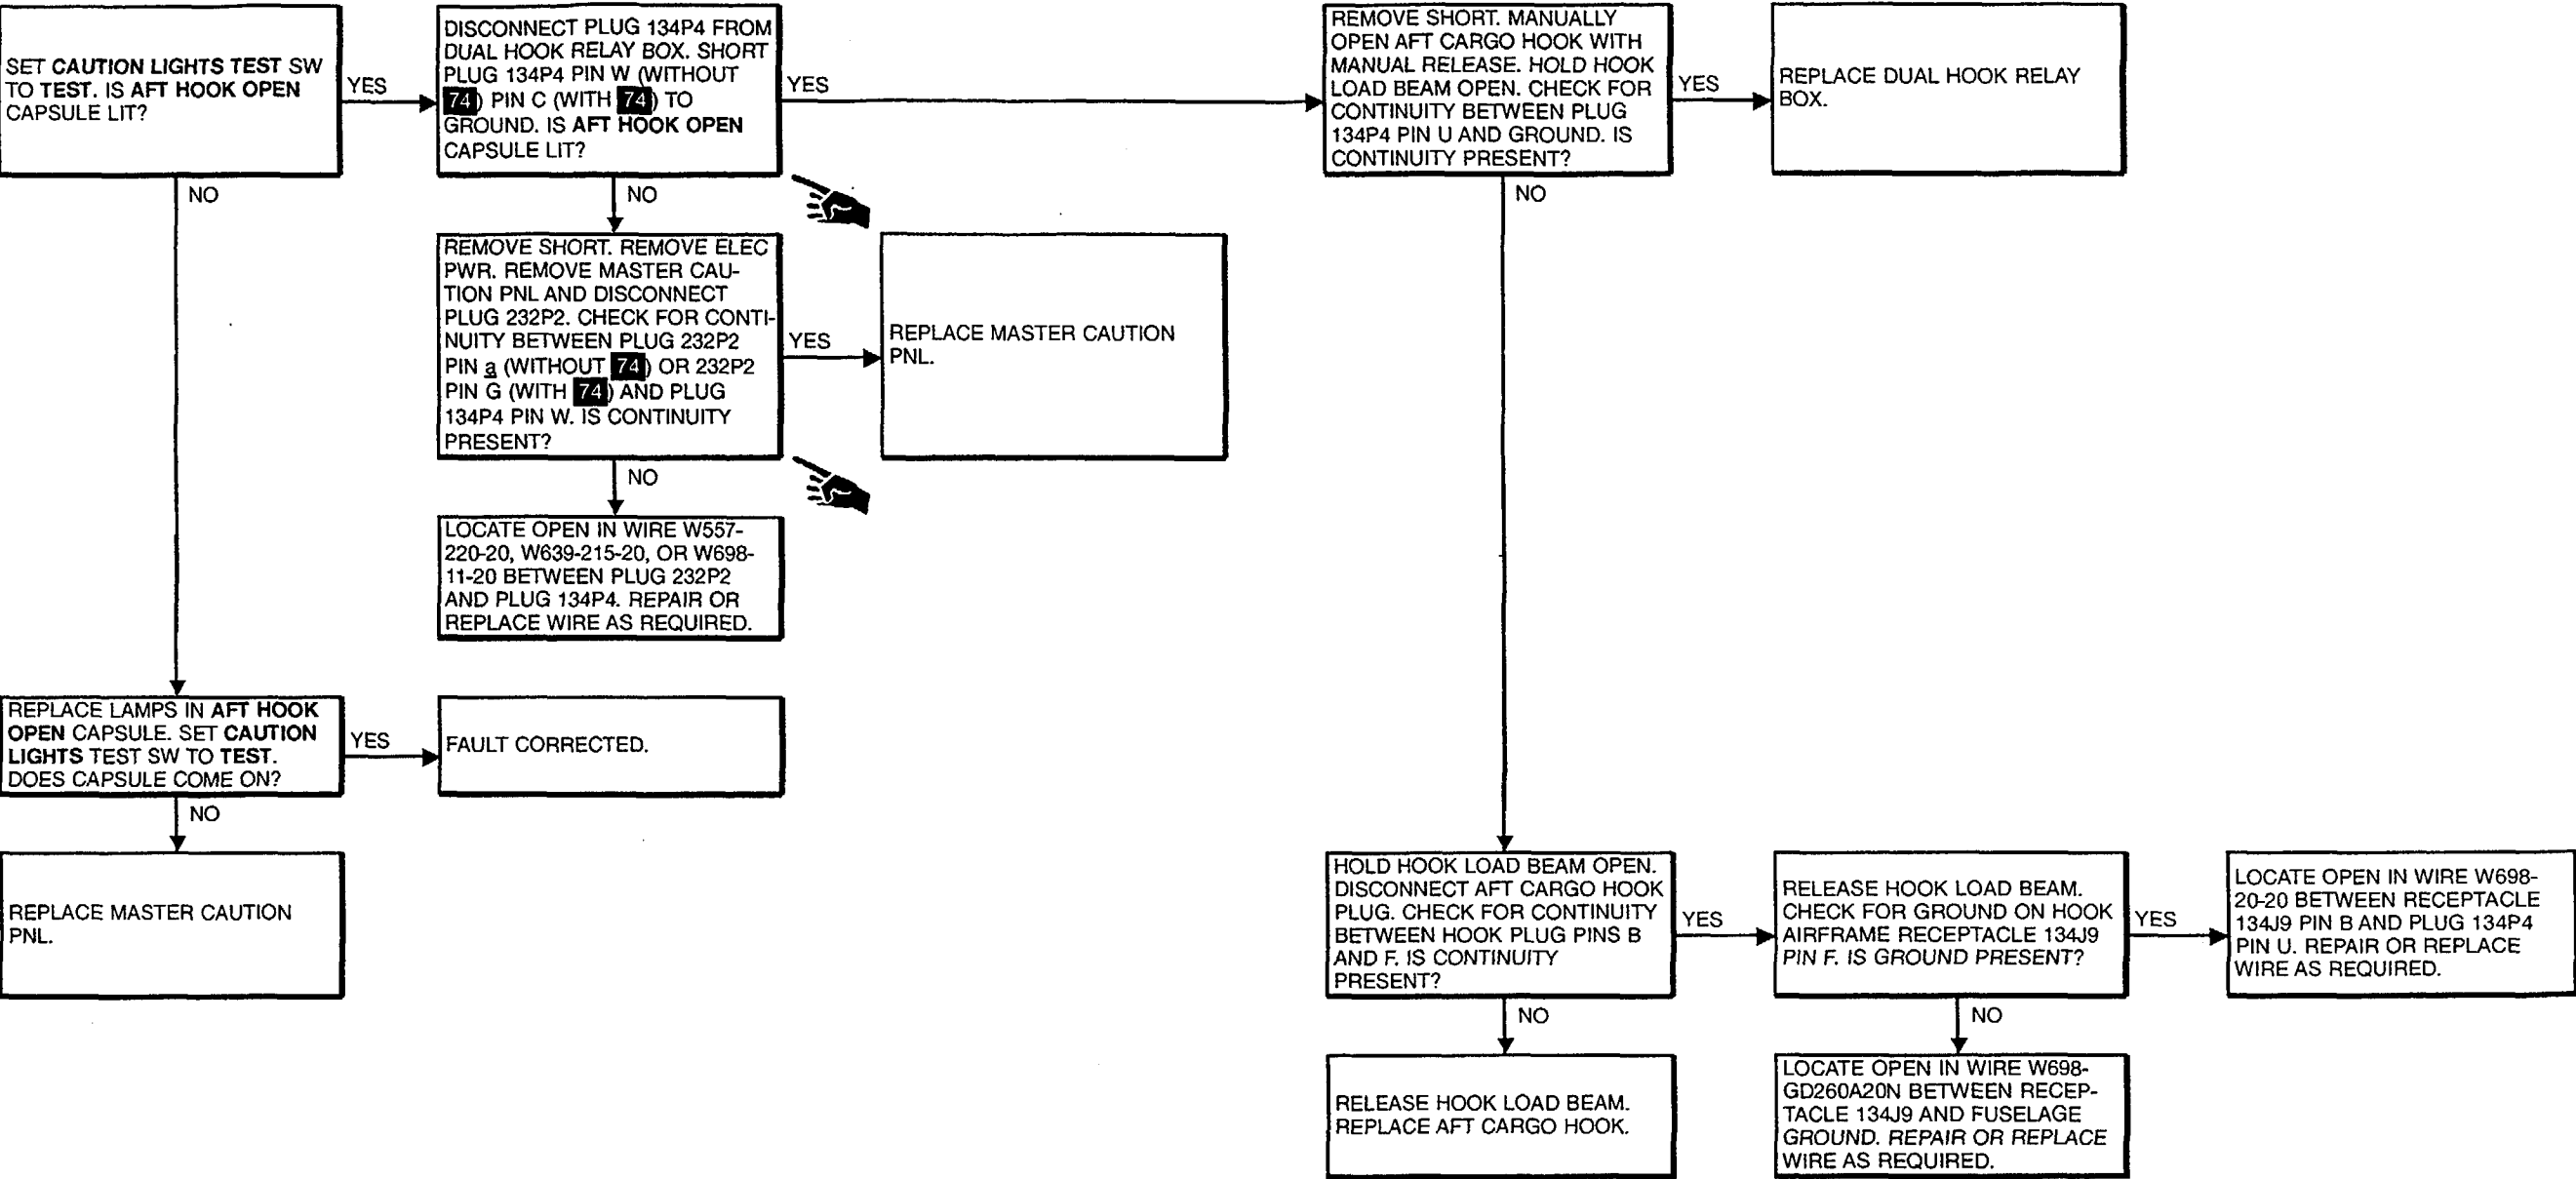 SET CAUTION LIGHTS TEST SW
TO TEST. IS AFT HOOK OPEN
CAPSULE LIT?
YES
NO
DISCONNECT PLUG 134P4 FROM
DUAL HOOK RELAY BOX. SHORT
PLUG 134P4 PIN W (WITHOUT
74) PIN C (WITH 74) TO
GROUND. IS AFT HOOK OPEN
CAPSULE LIT?
YES
NO
REMOVE SHORT. MANUALLY
OPEN AFT CARGO HOOK WITH
MANUAL RELEASE. HOLD HOOK
LOAD BEAM OPEN. CHECK FOR
CONTINUITY BETWEEN PLUG
134P4 PIN U AND GROUND. IS
CONTINUITY PRESENT?
YES
NO
REPLACE DUAL HOOK RELAY
BOX.
REMOVE SHORT. REMOVE ELEC
PWR. REMOVE MASTER CAU-
TION PNL AND DISCONNECT
PLUG 232P2. CHECK FOR CONTI-
NUITY BETWEEN PLUG 232P2
PIN a (WITHOUT 74) OR 232P2
PIN G (WITH 74) AND PLUG
134P4 PIN W. IS CONTINUITY
PRESENT?
YES
NO
REPLACE MASTER CAUTION
PNL.
LOCATE OPEN IN WIRE W557-
220-20, W639-215-20, OR W698-
11-20 BETWEEN PLUG 232P2
AND PLUG 134P4. REPAIR OR
REPLACE WIRE AS REQUIRED.
REPLACE LAMPS IN AFT HOOK
OPEN CAPSULE. SET CAUTION
LIGHTS TEST SW TO TEST.
DOES CAPSULE COME ON?
YES
NO
FAULT CORRECTED.
REPLACE MASTER CAUTION
PNL.
HOLD HOOK LOAD BEAM OPEN.
DISCONNECT AFT CARGO HOOK
PLUG. CHECK FOR CONTINUITY
BETWEEN HOOK PLUG PINS B
AND F. IS CONTINUITY
PRESENT?
YES
NO
RELEASE HOOK LOAD BEAM.
CHECK FOR GROUND ON HOOK
AIRFRAME RECEPTACLE 134J9
PIN F. IS GROUND PRESENT?
YES
NO
LOCATE OPEN IN WIRE W698-
20-20 BETWEEN RECEPTACLE
134J9 PIN B AND PLUG 134P4
PIN U. REPAIR OR REPLACE
WIRE AS REQUIRED.
RELEASE HOOK LOAD BEAM.
REPLACE AFT CARGO HOOK.
LOCATE OPEN IN WIRE W698-
GD260A20N BETWEEN RECEP-
TACLE 134J9 AND FUSELAGE
GROUND. REPAIR OR REPLACE
WIRE AS REQUIRED.